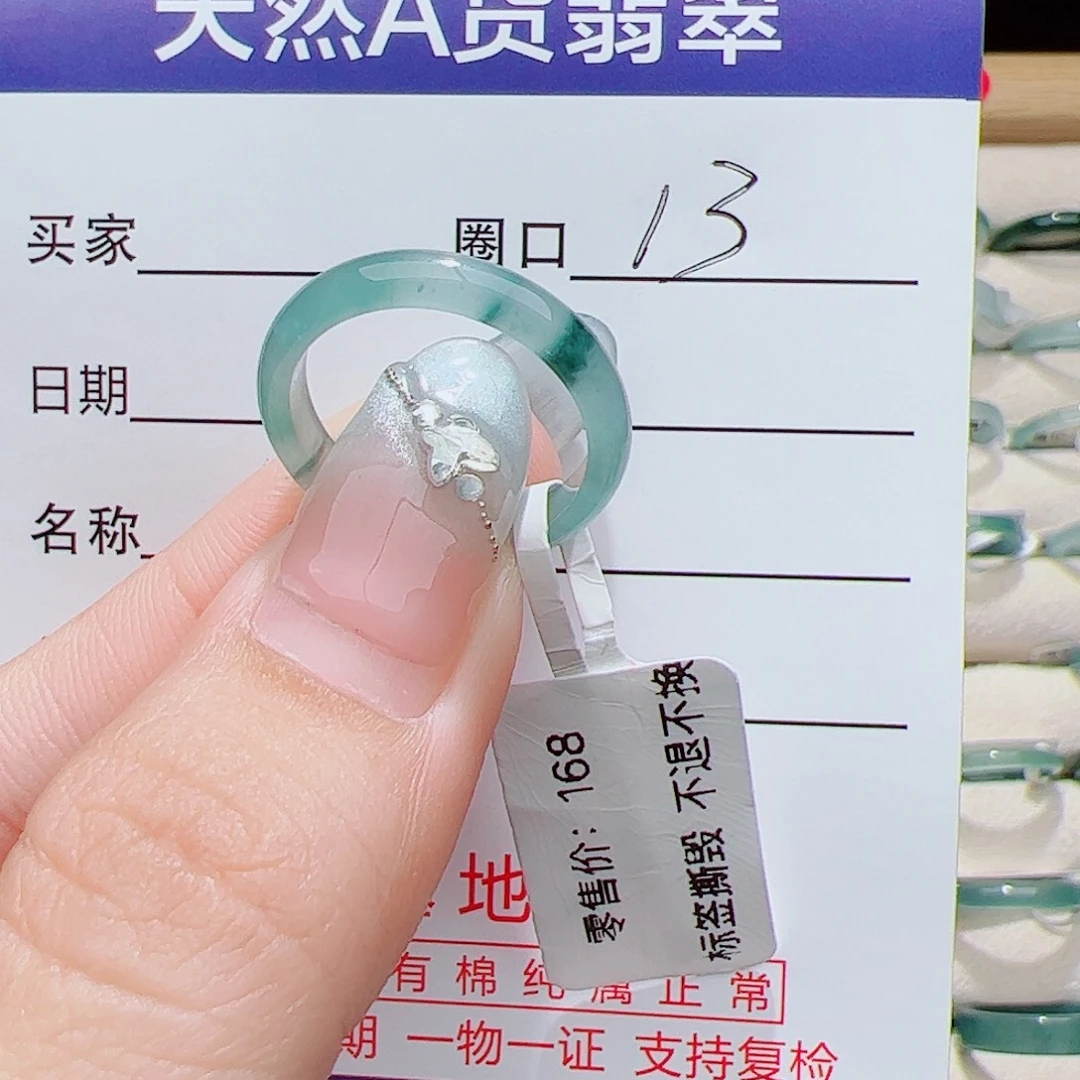 天然A货翡翠
买家
圈口 13
日期
名称
零售价：168
标签撕毁 不退不换
地
有棉纯属正常
期 一物一证 支持复检